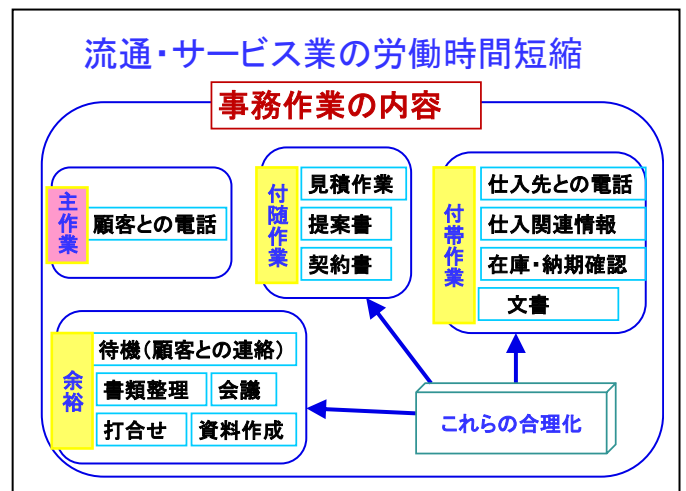 流通・サービス業の労働時間短縮
事務作業の内容
主作業
顧客との電話
付随作業
見積作業
提案書
契約書
付帯作業
仕入先との電話
仕入関連情報
在庫・納期確認
文書
余裕
待機(顧客との連絡)
書類整理
会議
打合せ
資料作成
これらの合理化